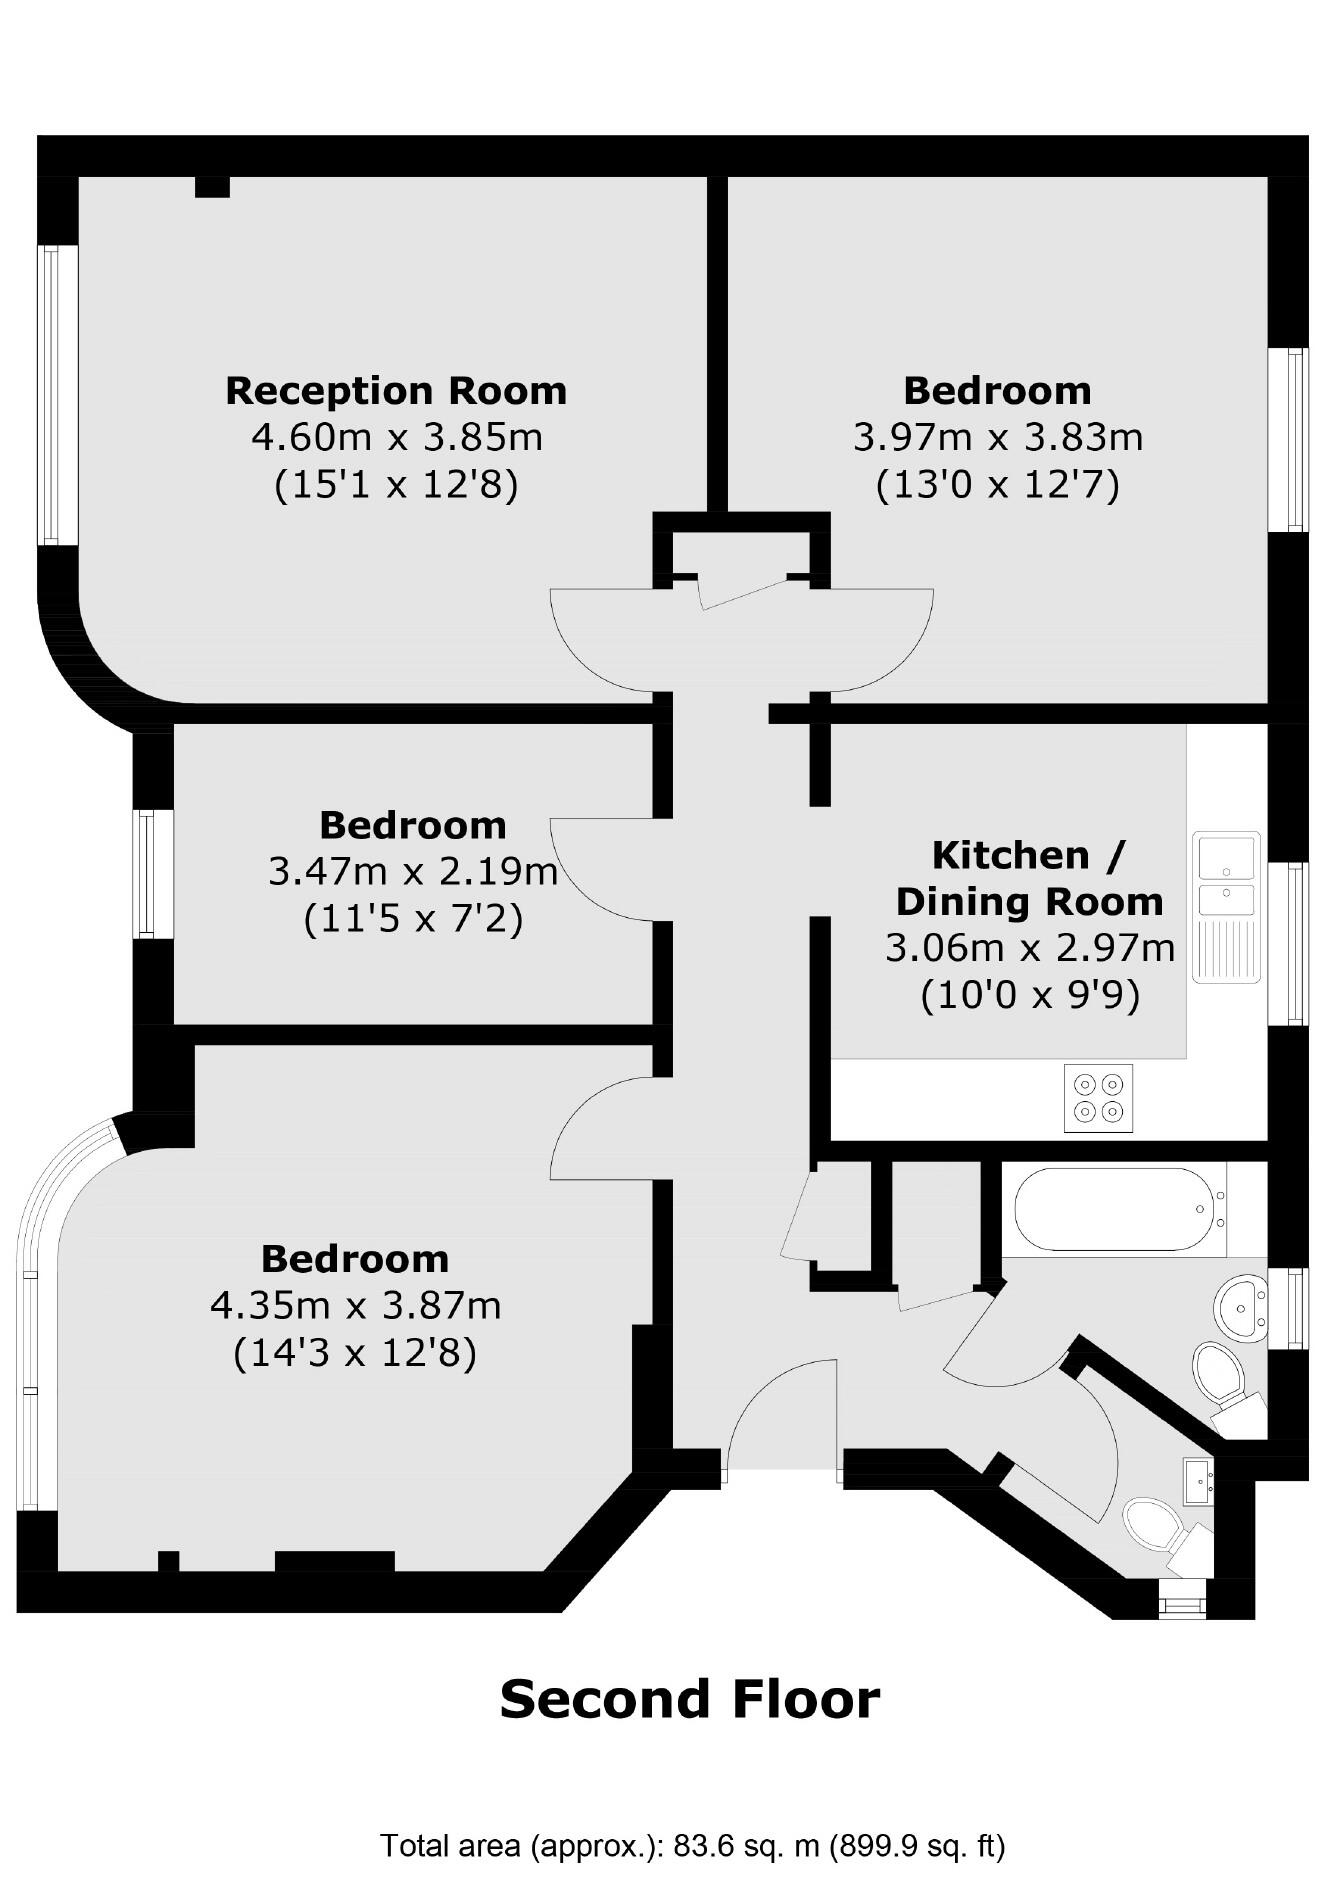 Reception Room
4.60m x 3.85m
(15'1 x 12'8)
Bedroom
3.97m x 3.83m
(13'0 x 12'7)
Bedroom
3.47m x 2.19m
(11'5 x 7'2)
Kitchen /
Dining Room
3.06m x 2.97m
(10'0 x 9'9)
Bedroom
4.35m x 3.87m
(14'3 x 12'8)
Second Floor
Total area (approx.): 83.6 sq. m (899.9 sq. ft)